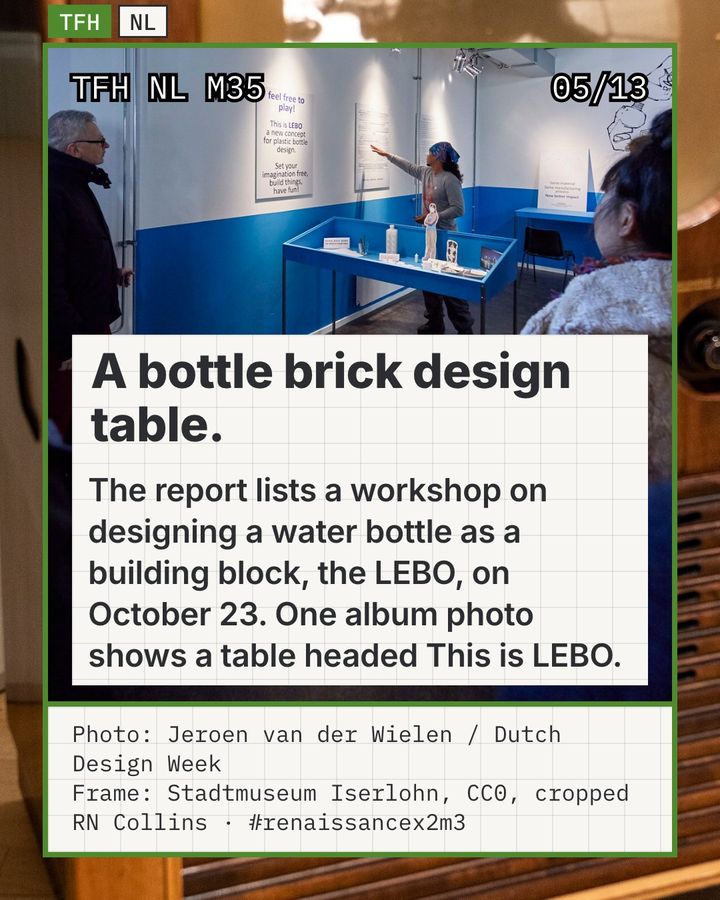 TFH NL
TFH NL M35
05/13
feel free to
play!
This is LEBO
a new concept
for plastic bottle
design.
Set your
imagination free,
build things,
have fun!
A bottle brick design
table.
The report lists a workshop on
designing a water bottle as a
building block, the LEBO, on
October 23. One album photo
shows a table headed This is LEBO.
Photo: Jeroen van der Wielen / Dutch
Design Week
Frame: Stadtmuseum Iserlohn, CC0, cropped
RN Collins · #renaissancex2m3